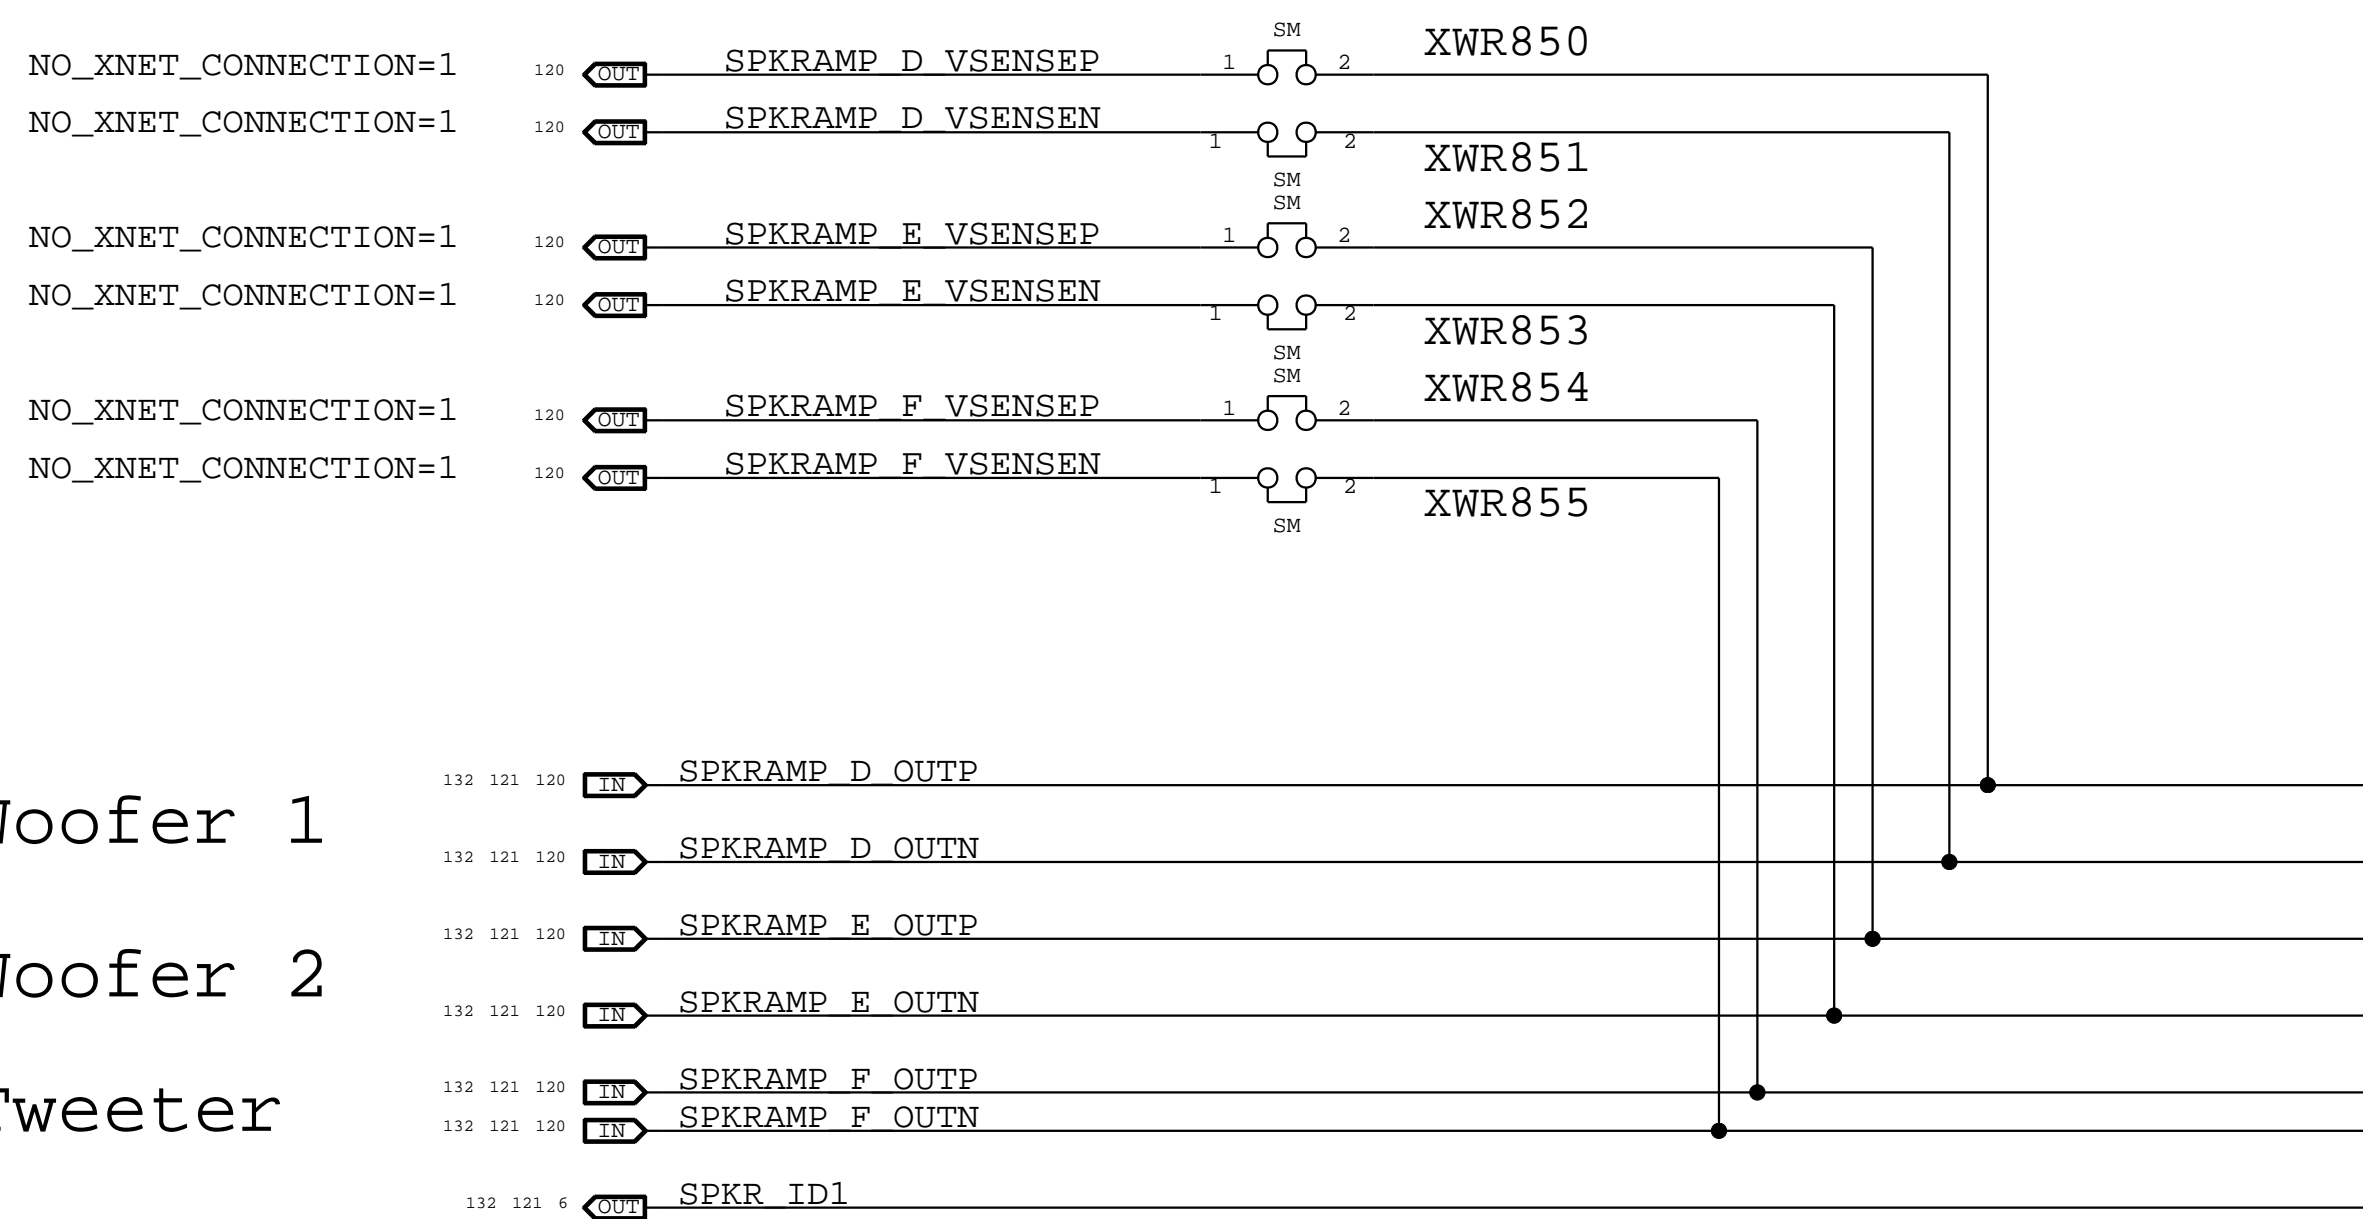 SM
XWR850
NO_XNET_CONNECTION=1 120 OUT SPKRAMP_D_VSENSEP 1 2
NO_XNET_CONNECTION=1 120 OUT SPKRAMP_D_VSENSEN 1 2
XWR851
SM
SM
XWR852
NO_XNET_CONNECTION=1 120 OUT SPKRAMP_E_VSENSEP 1 2
NO_XNET_CONNECTION=1 120 OUT SPKRAMP_E_VSENSEN 1 2
XWR853
SM
SM
XWR854
NO_XNET_CONNECTION=1 120 OUT SPKRAMP_F_VSENSEP 1 2
NO_XNET_CONNECTION=1 120 OUT SPKRAMP_F_VSENSEN 1 2
XWR855
SM
132 121 120 IN SPKRAMP_D_OUTP
Woofer 1
132 121 120 IN SPKRAMP_D_OUTN
132 121 120 IN SPKRAMP_E_OUTP
Woofer 2
132 121 120 IN SPKRAMP_E_OUTN
132 121 120 IN SPKRAMP_F_OUTP
Tweeter
132 121 120 IN SPKRAMP_F_OUTN
132 121 6 OUT SPKR_ID1